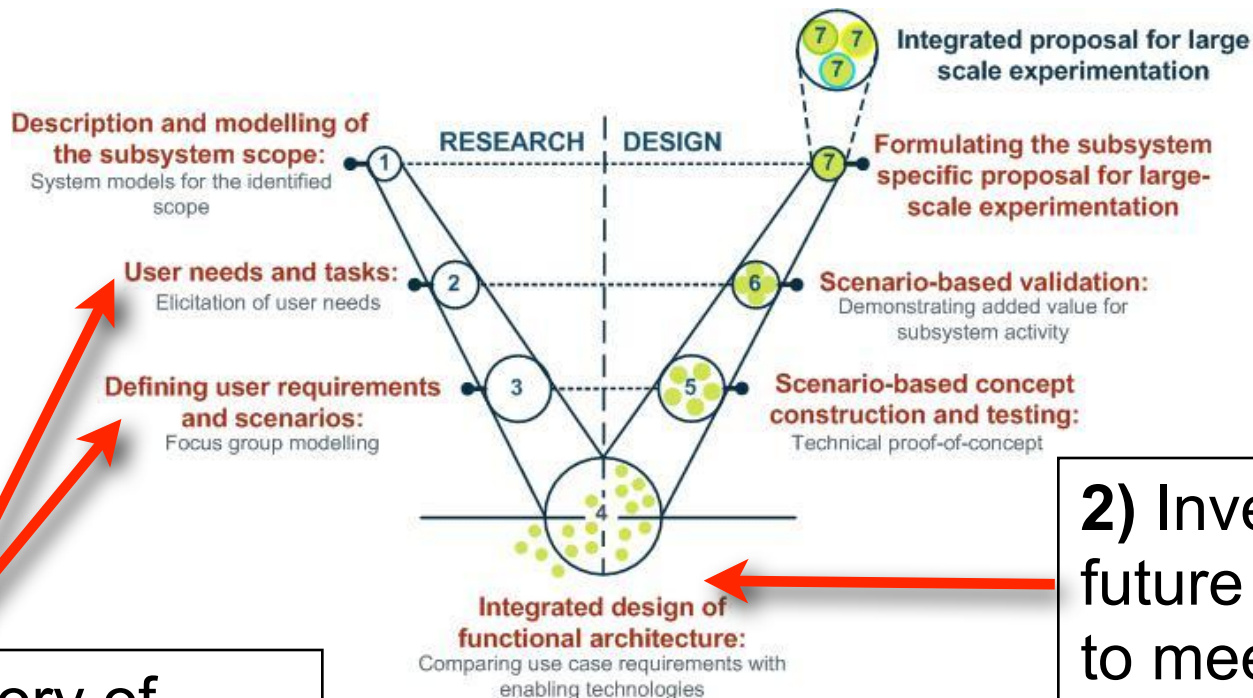 7 7
7
Integrated proposal for large
scale experimentation
Description and modelling of
the subsystem scope:
System models for the identified
scope
1
RESEARCH DESIGN
7
Formulating the subsystem
specific proposal for large-
scale experimentation
User needs and tasks:
Elicitation of user needs
2
6
Scenario-based validation:
Demonstrating added value for
subsystem activity
Defining user requirements
and scenarios:
Focus group modelling
3
5
Scenario-based concept
construction and testing:
Technical proof-of-concept
4
Integrated design of
functional architecture:
Comparing use case requirements with
enabling technologies
2) Inve
future
to mee
ery of